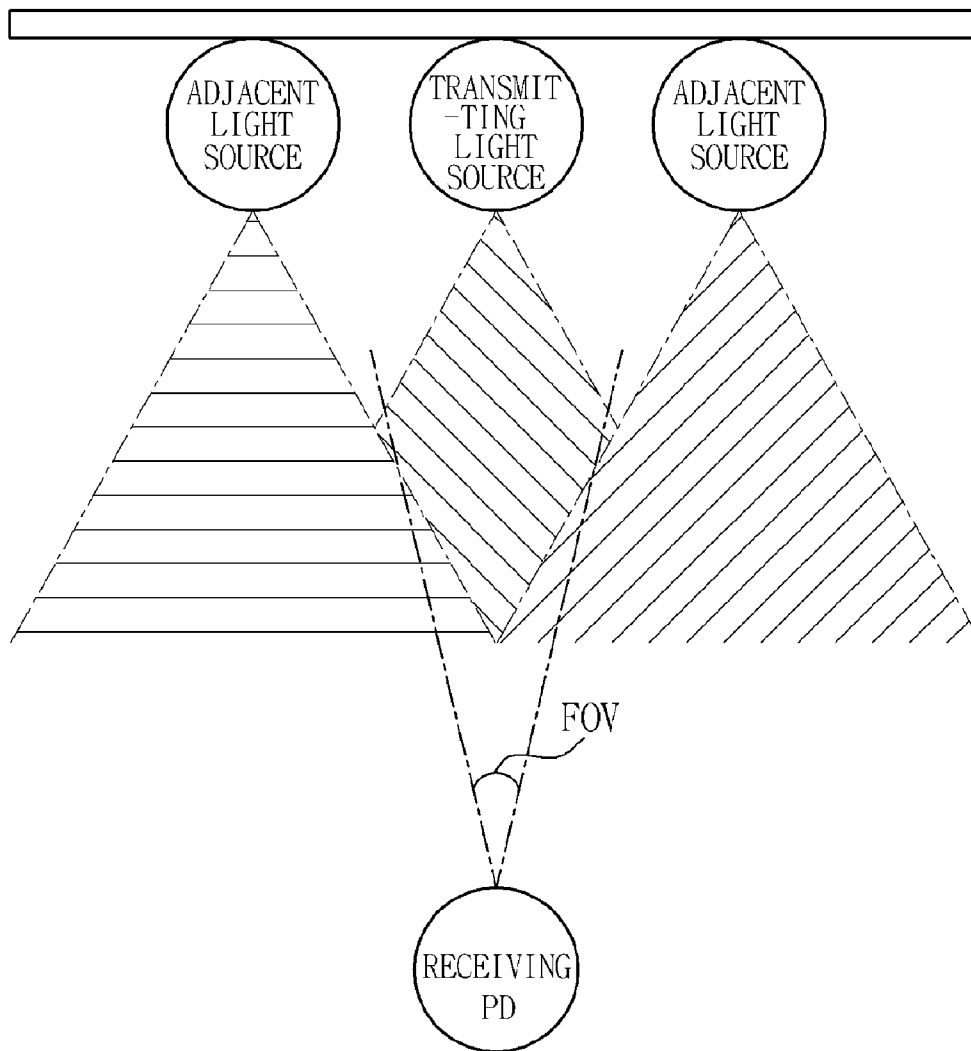 ADJACENT
LIGHT
SOURCE
TRANSMIT
-TING
LIGHT
SOURCE
ADJACENT
LIGHT
SOURCE
FOV
RECEIVING
PD